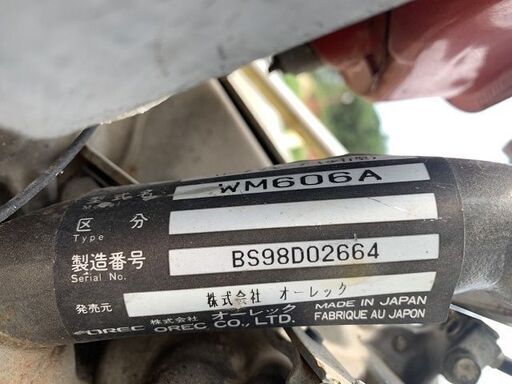 WM606A
区分
Type
製造番号 BS98D02664
Serial No.
発売元 株式会社 オーレック
OREC 株式会社 オーレック MADE IN JAPAN
OREC CO., LTD. FABRIQUE AU JAPON